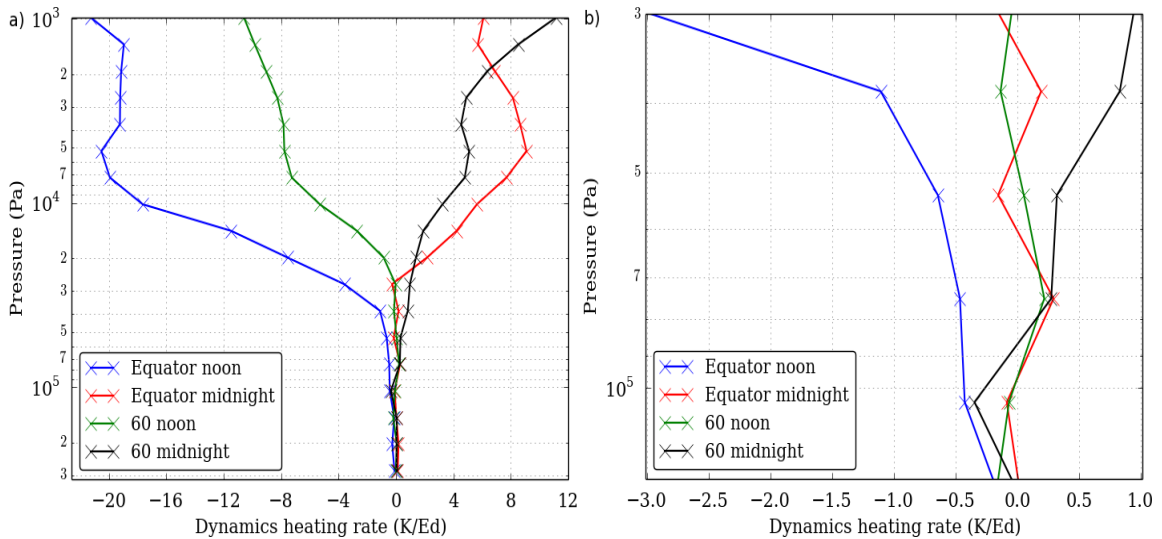 a)
10³
2
3
5
7
10⁴
2
3
5
7
10⁵
2
3
Pressure (Pa)
Equator noon
Equator midnight
60 noon
60 midnight
−20 −16 −12 −8 −4 0 4 8 12
Dynamics heating rate (K/Ed)
b)
3
5
7
10⁵
Pressure (Pa)
Equator noon
Equator midnight
60 noon
60 midnight
−3.0 −2.5 −2.0 −1.5 −1.0 −0.5 0.0 0.5 1.0
Dynamics heating rate (K/Ed)